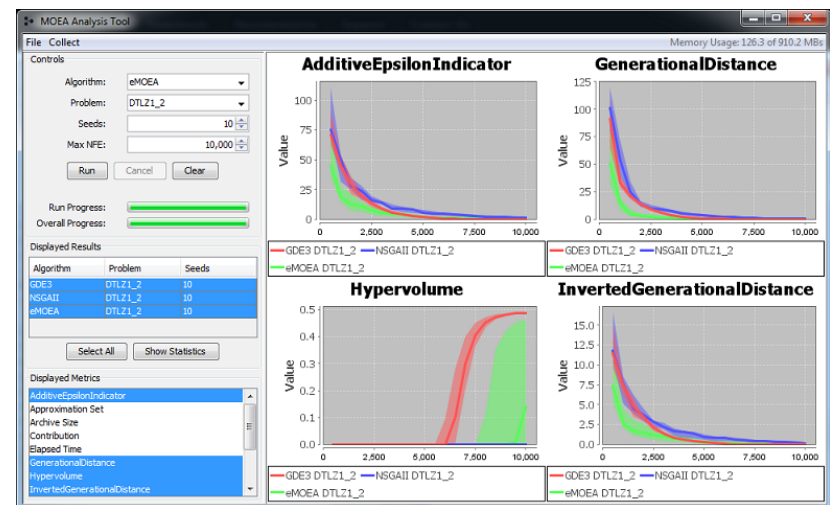 MOEA Analysis Tool
File Collect
Memory Usage: 126.3 of 910.2 MBs
Controls
Algorithm: eMOEA
Problem: DTLZ1_2
Seeds: 10
Max NFE: 10,000
Run Cancel Clear
Run Progress:
Overall Progress:
Displayed Results
Algorithm Problem Seeds
GDE3 DTLZ1_2 10
NSGAII DTLZ1_2 10
eMOEA DTLZ1_2 10
Select All Show Statistics
Displayed Metrics
AdditiveEpsilonIndicator
Approximation Set
Archive Size
Contribution
Elapsed Time
GenerationalDistance
Hypervolume
InvertedGenerationalDistance
AdditiveEpsilonIndicator
Value
100
75
50
25
0
0 2,500 5,000 7,500 10,000
GDE3 DTLZ1_2 NSGAII DTLZ1_2
eMOEA DTLZ1_2
GenerationalDistance
Value
125
100
75
50
25
0
0 2,500 5,000 7,500 10,000
GDE3 DTLZ1_2 NSGAII DTLZ1_2
eMOEA DTLZ1_2
Hypervolume
Value
0.5
0.4
0.3
0.2
0.1
0.0
0 2,500 5,000 7,500 10,000
GDE3 DTLZ1_2 NSGAII DTLZ1_2
eMOEA DTLZ1_2
InvertedGenerationalDistance
Value
15.0
12.5
10.0
7.5
5.0
2.5
0.0
0 2,500 5,000 7,500 10,000
GDE3 DTLZ1_2 NSGAII DTLZ1_2
eMOEA DTLZ1_2